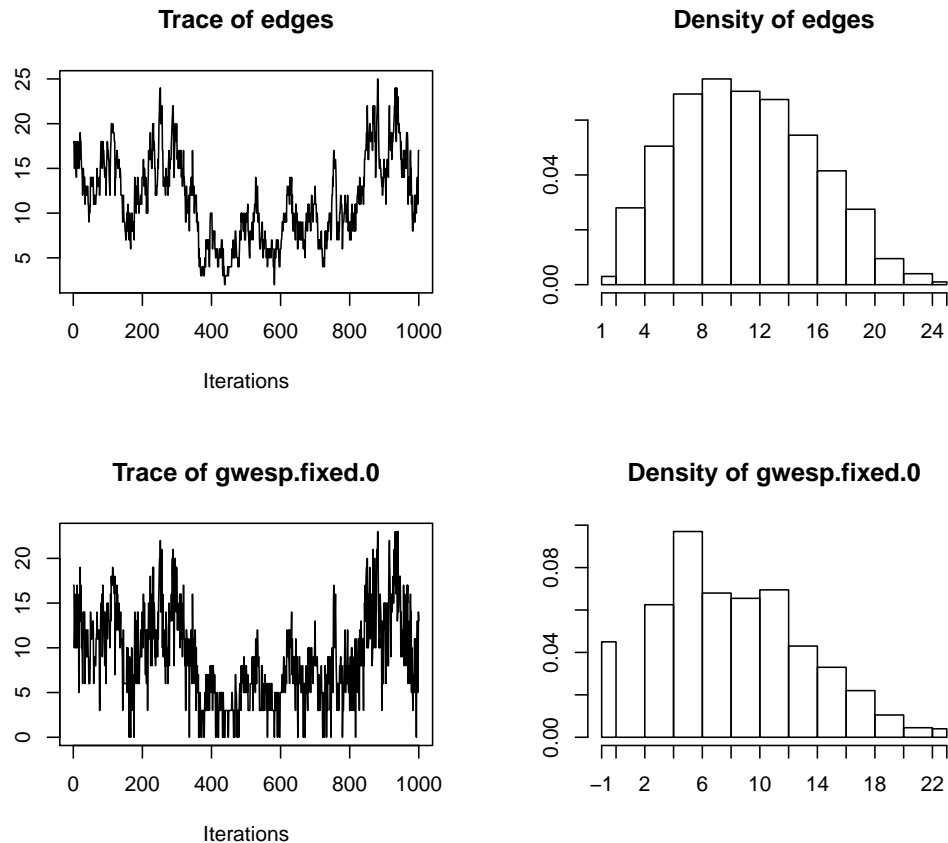 Trace of edges
25
20
15
10
5
0 200 400 600 800 1000
Iterations
Density of edges
0.04
0.00
1 4 8 12 16 20 24
Trace of gwesp.fixed.0
20
15
10
5
0
0 200 400 600 800 1000
Iterations
Density of gwesp.fixed.0
0.08
0.04
0.00
−1 2 6 10 14 18 22